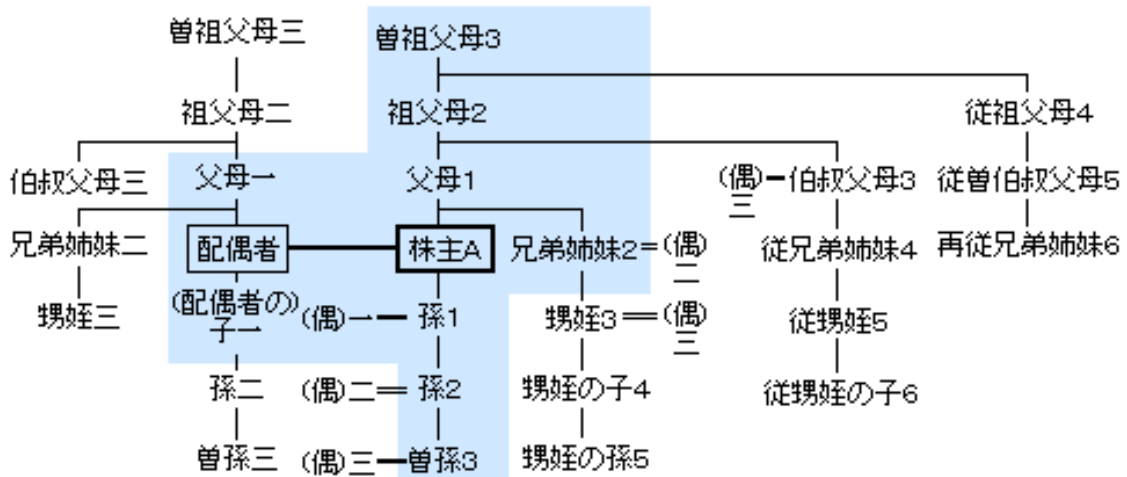 曽祖父母三 曽祖父母3
祖父母二 祖父母2 従祖父母4
伯叔父母三 父母一 父母1 (偶)三 伯叔父母3 従曽伯叔父母5
兄弟姉妹二 配偶者 株主A 兄弟姉妹2 (偶)二 従兄弟姉妹4 再従兄弟姉妹6
甥姪三 (配偶者の)子一 (偶)一 孫1 甥姪3 (偶)三 従甥姪5
孫二 (偶)二 孫2 甥姪の子4 従甥姪の子6
曽孫三 (偶)三 曽孫3 甥姪の孫5